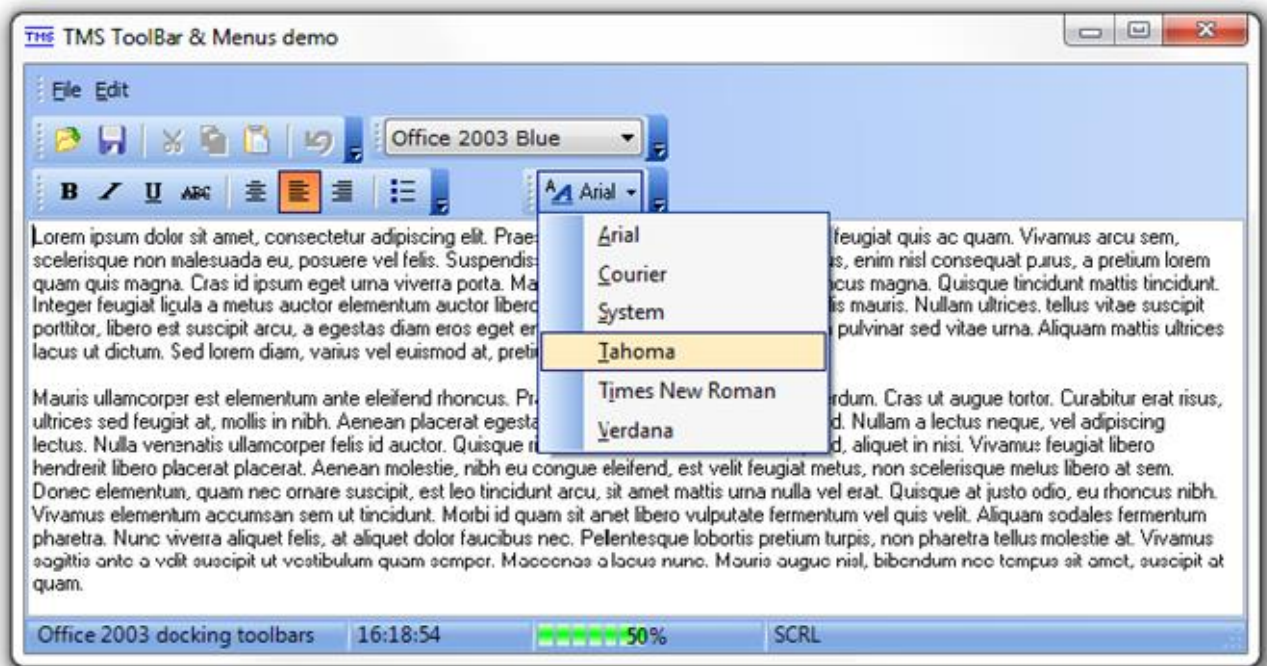 TMS TMS ToolBar & Menus demo
File Edit
Office 2003 Blue
B I U ABC Arial
Lorem ipsum dolor sit amet, consectetur adipiscing elit. Prae feugiat quis ac quam. Vivamus arcu sem,
scelerisque non malesuada eu, posuere vel felis. Suspendis s, enim nisl consequat purus, a pretium lorem
quam quis magna. Cras id ipsum eget urna viverra porta. Ma cus magna. Quisque tincidunt mattis tincidunt.
Integer feugiat ligula a metus auctor elementum auctor liberc is mauris. Nullam ultrices, tellus vitae suscipit
porttitor, libero est suscipit arcu, a egestas diam eros eget er pulvinar sed vitae urna. Aliquam mattis ultrices
lacus ut dictum. Sed lorem diam, varius vel euismod at, preti
Arial
Courier
System
Tahoma
Times New Roman
Verdana
Mauris ullamcorper est elementum ante eleifend rhoncus. Pr rdum. Cras ut augue tortor. Curabitur erat risus,
ultrices sed feugiat at, mollis in nibh. Aenean placerat egesta d. Nullam a lectus neque, vel adipiscing
lectus. Nulla venenatis ullamcorper felis id auctor. Quisque d, aliquet in nisi. Vivamus feugiat libero
hendrerit libero placerat placerat. Aenean molestie, nibh eu congue eleifend, est velit feugiat metus, non scelerisque metus libero at sem.
Donec elementum, quam nec ornare suscipit, est leo tincidunt arcu, sit amet mattis urna nulla vel erat. Quisque at justo odio, eu rhoncus nibh.
Vivamus elementum accumsan sem ut tincidunt. Morbi id quam sit amet libero vulputate fermentum vel quis velit. Aliquam sodales fermentum
pharetra. Nunc viverra aliquet felis, at aliquet dolor faucibus nec. Pellentesque lobortis pretium turpis, non pharetra tellus molestie at. Vivamus
sagittis ante a velit suscipit ut vestibulum quam semper. Maecenas a lacus nunc. Mauris augue nisl, bibendum nec tempus sit amet, suscipit at
quam.
Office 2003 docking toolbars 16:18:54 50% SCRL